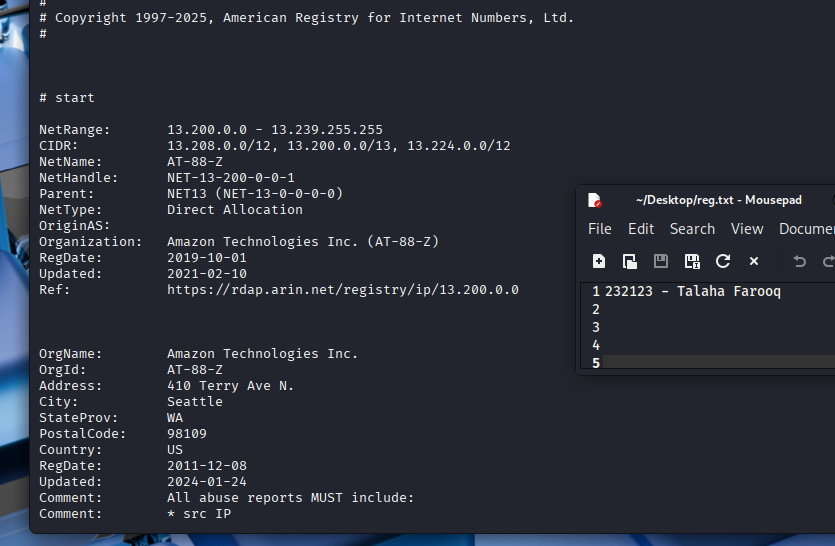 #
# Copyright 1997-2025, American Registry for Internet Numbers, Ltd.
#
# start
NetRange: 13.200.0.0 - 13.239.255.255
CIDR: 13.208.0.0/12, 13.200.0.0/13, 13.224.0.0/12
NetName: AT-88-Z
NetHandle: NET-13-200-0-0-1
Parent: NET13 (NET-13-0-0-0-0)
NetType: Direct Allocation
OriginAS:
Organization: Amazon Technologies Inc. (AT-88-Z)
RegDate: 2019-10-01
Updated: 2021-02-10
Ref: https://rdap.arin.net/registry/ip/13.200.0.0
OrgName: Amazon Technologies Inc.
OrgId: AT-88-Z
Address: 410 Terry Ave N.
City: Seattle
StateProv: WA
PostalCode: 98109
Country: US
RegDate: 2011-12-08
Updated: 2024-01-24
Comment: All abuse reports MUST include:
Comment: * src IP
~/Desktop/reg.txt - Mousepad
File Edit Search View Documen
1 232123 - Talaha Farooq
2
3
4
5